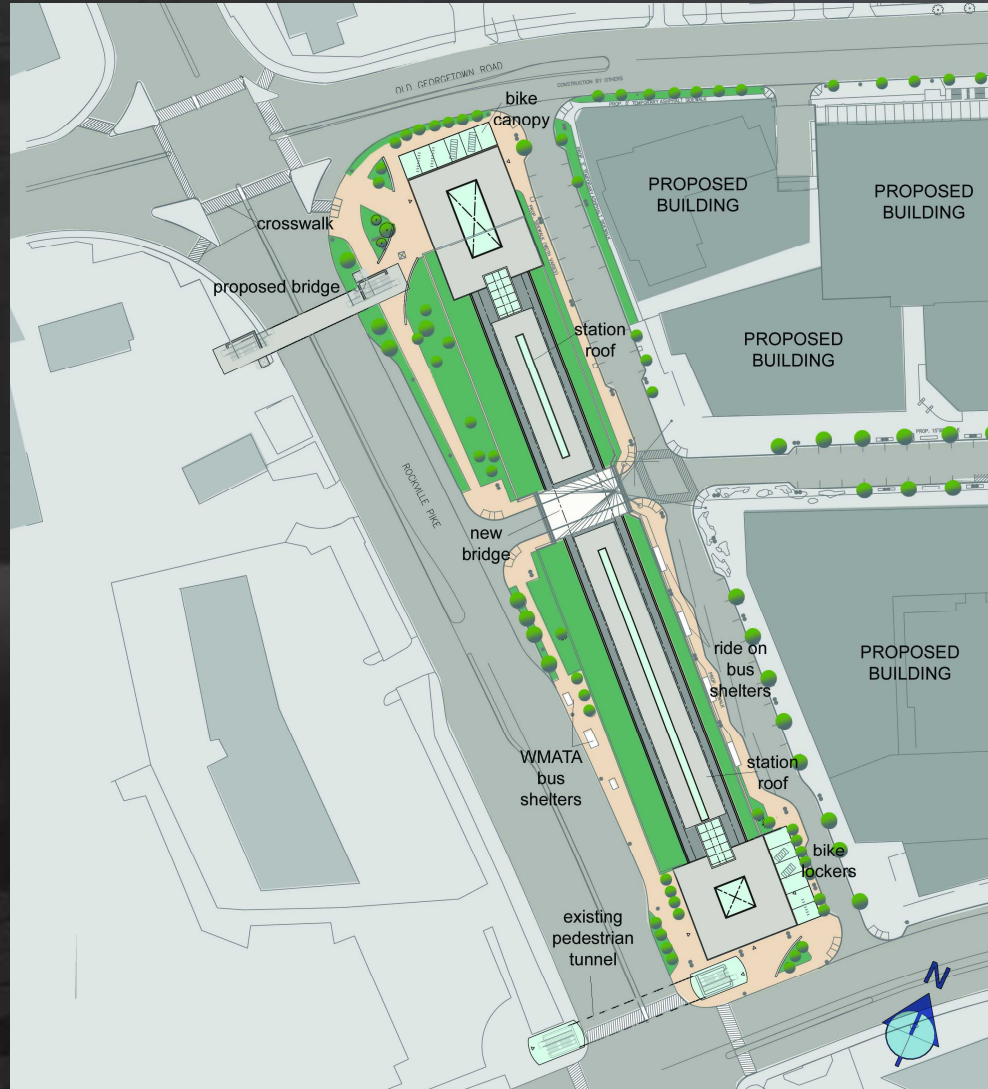 OLD GEORGETOWN ROAD
CONSTRUCTION BY OTHERS
bike
canopy
PROPOSED
BUILDING
PROPOSED
BUILDING
crosswalk
proposed bridge
station
roof
PROPOSED
BUILDING
ROCKVILLE PIKE
new
bridge
ride on
bus
shelters
PROPOSED
BUILDING
WMATA
bus
shelters
station
roof
bike
lockers
existing
pedestrian
tunnel
N